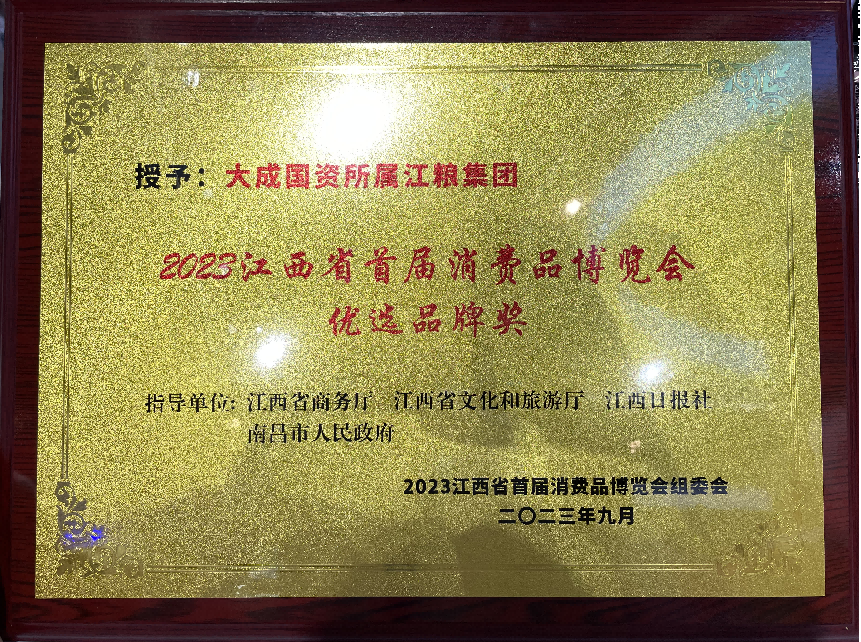 授予：大成国资所属江粮集团
2023江西省首届消费品博览会
优选品牌奖
指导单位：江西省商务厅 江西省文化和旅游厅 江西日报社
南昌市人民政府
2023江西省首届消费品博览会组委会
二〇二三年九月